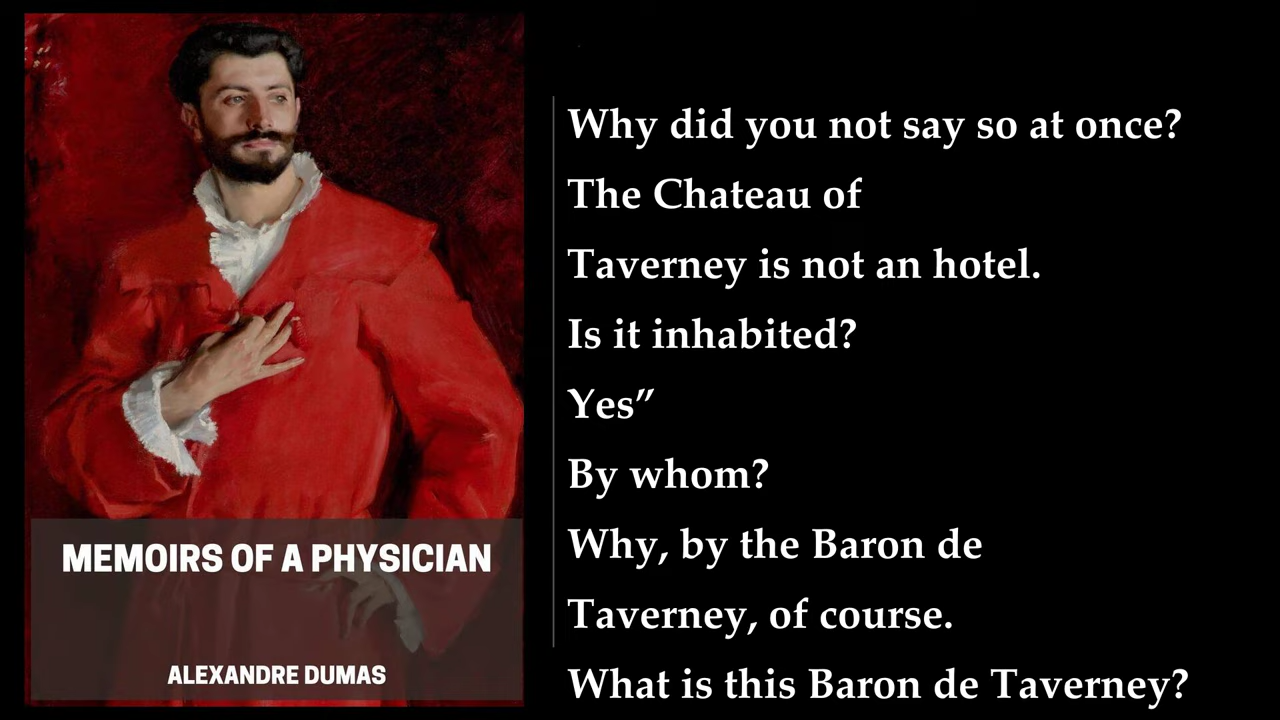 MEMOIRS OF A PHYSICIAN
ALEXANDRE DUMAS
Why did you not say so at once?
The Chateau of
Taverney is not an hotel.
Is it inhabited?
Yes”
By whom?
Why, by the Baron de
Taverney, of course.
What is this Baron de Taverney?